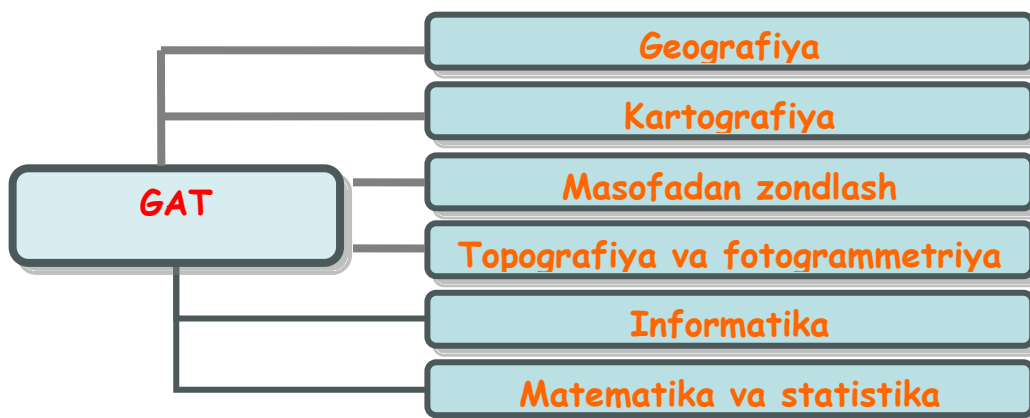 Geografiya
Kartografiya
GAT
Masofadan zondlash
Topografiya va fotogrammetriya
Informatika
Matematika va statistika